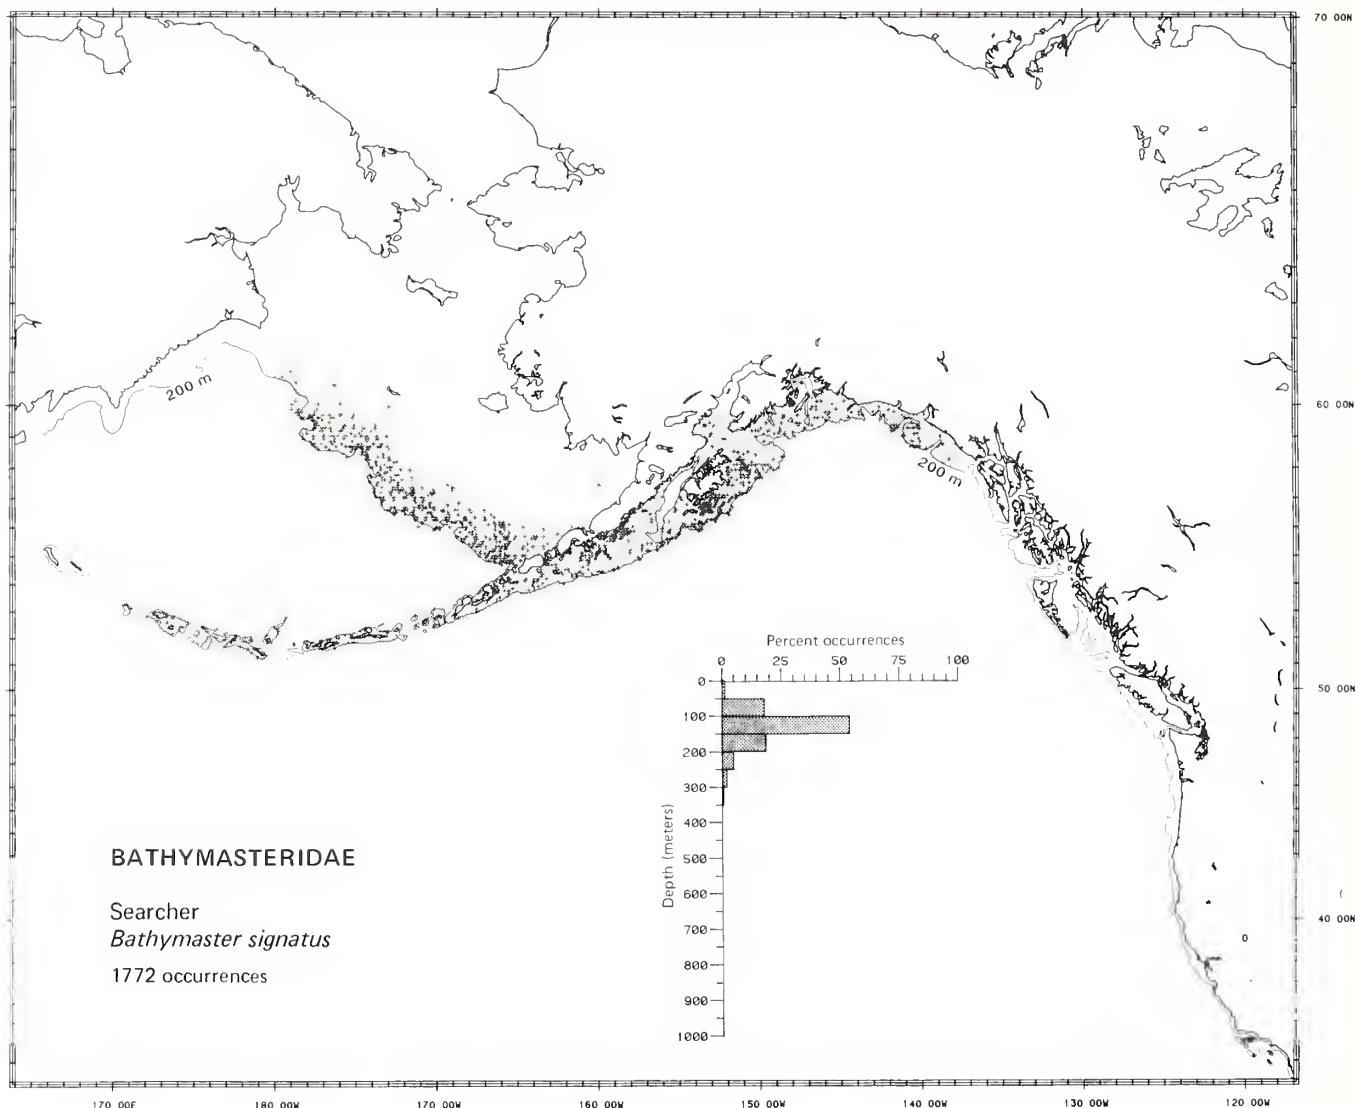 70 00N
200 m
60 00N
200 m
Percent occurrences
0 25 50 75 100
0
100
200
300
400
500
600
700
800
900
1000
Depth (meters)
50 00N
BATHYMASTERIDAE
Searcher
Bathymaster signatus
1772 occurrences
40 00N
170 00E 180 00W 170 00W 160 00W 150 00W 140 00W 130 00W 120 00W